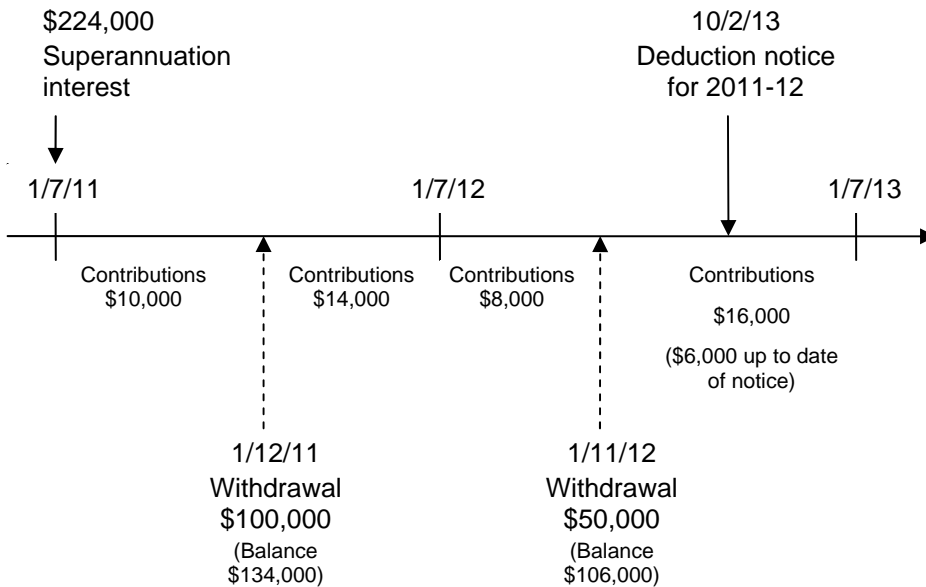 $224,000
Superannuation
interest
10/2/13
Deduction notice
for 2011-12
1/7/11
1/7/12
1/7/13
Contributions
$10,000
Contributions
$14,000
Contributions
$8,000
Contributions
$16,000
($6,000 up to date
of notice)
1/12/11
Withdrawal
$100,000
(Balance
$134,000)
1/11/12
Withdrawal
$50,000
(Balance
$106,000)